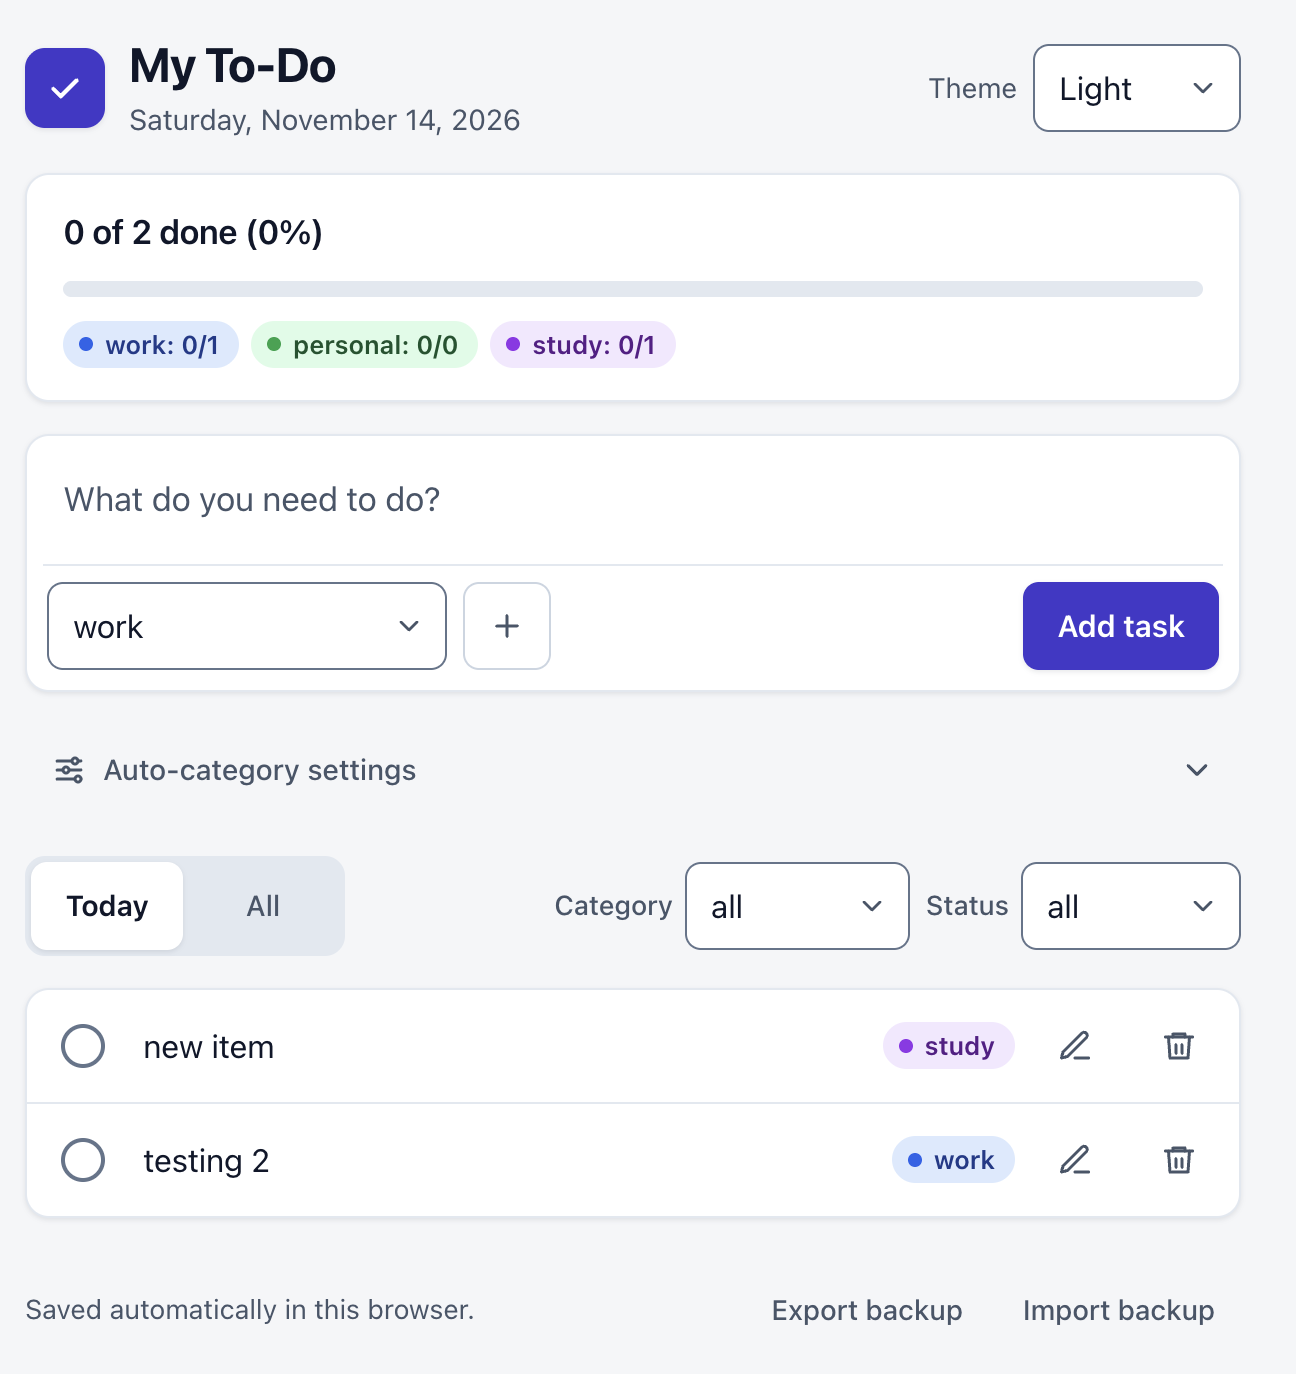 My To-Do
Saturday, November 14, 2026
Theme
Light
0 of 2 done (0%)
work: 0/1
personal: 0/0
study: 0/1
What do you need to do?
work
Add task
Auto-category settings
Today
All
Category
all
Status
all
new item
study
testing 2
work
Saved automatically in this browser.
Export backup
Import backup